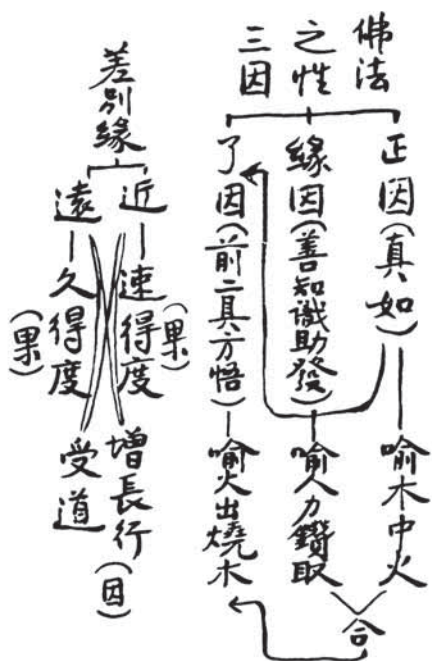 佛法
之性
三因
正因(真如)
喻木中火
緣因(善知識助發)
喻人力鑽取
合
了因(前二具方悟)
喻火出燒木
差別緣
近
速得度
(果)
增長行
(因)
遠
久得度
(果)
受道